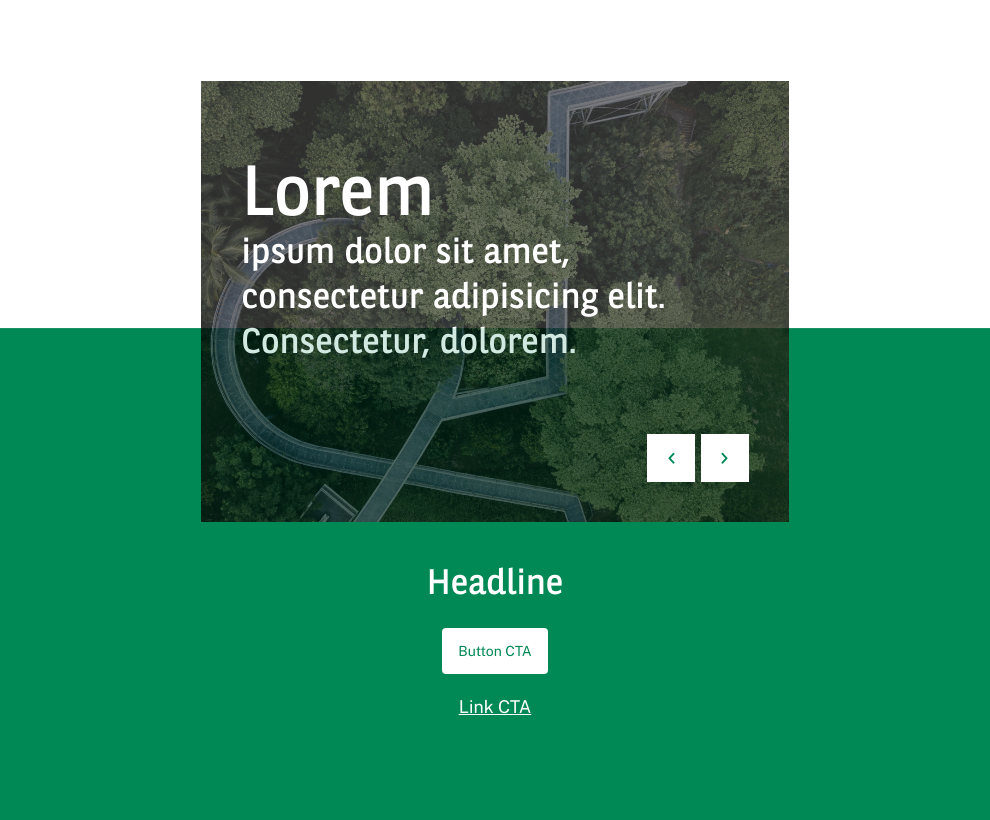 Lorem
ipsum dolor sit amet,
consectetur adipisicing elit.
Consectetur, dolorem.
Headline
Button CTA
Link CTA